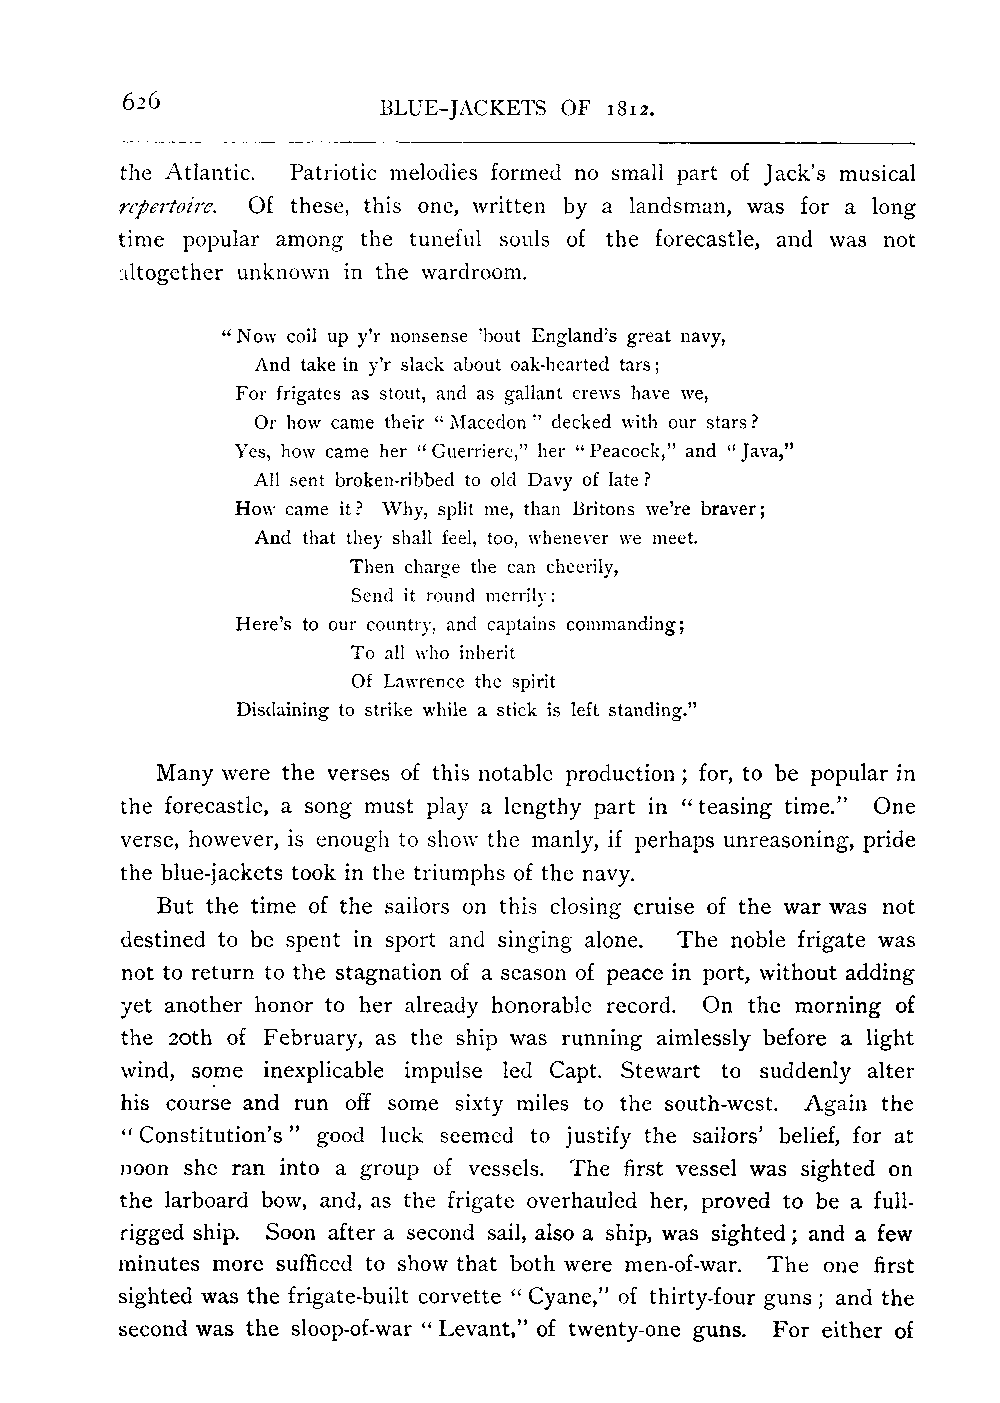 626
BLUE-JACKETS OF 1812.
the Atlantic. Patriotic melodies formed no small part of Jack's musical
repertoire. Of these, this one, written by a landsman, was for a long
time popular among the tuneful souls of the forecastle, and was not
altogether unknown in the wardroom.
"Now coil up y'r nonsense 'bout England's great navy,
And take in y'r slack about oak-hearted tars;
For frigates as stout, and as gallant crews have we,
Or how came their "Macedon" decked with our stars?
Yes, how came her "Guerriere," her "Peacock," and "Java,"
All sent broken-ribbed to old Davy of late?
How came it? Why, split me, than Britons we're braver;
And that they shall feel, too, whenever we meet.
Then charge the can cheerily,
Send it round merrily:
Here's to our country, and captains commanding;
To all who inherit
Of Lawrence the spirit
Disdaining to strike while a stick is left standing."
Many were the verses of this notable production; for, to be popular in
the forecastle, a song must play a lengthy part in "teasing time." One
verse, however, is enough to show the manly, if perhaps unreasoning, pride
the blue-jackets took in the triumphs of the navy.
But the time of the sailors on this closing cruise of the war was not
destined to be spent in sport and singing alone. The noble frigate was
not to return to the stagnation of a season of peace in port, without adding
yet another honor to her already honorable record. On the morning of
the 20th of February, as the ship was running aimlessly before a light
wind, some inexplicable impulse led Capt. Stewart to suddenly alter
his course and run off some sixty miles to the south-west. Again the
"Constitution's" good luck seemed to justify the sailors' belief, for at
noon she ran into a group of vessels. The first vessel was sighted on
the larboard bow, and, as the frigate overhauled her, proved to be a full-
rigged ship. Soon after a second sail, also a ship, was sighted; and a few
minutes more sufficed to show that both were men-of-war. The one first
sighted was the frigate-built corvette "Cyane," of thirty-four guns; and the
second was the sloop-of-war "Levant," of twenty-one guns. For either of